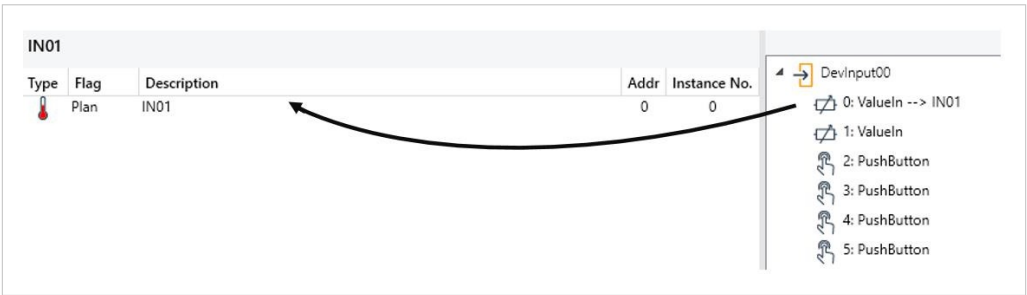 IN01
Type Flag Description Addr Instance No.
Plan IN01 0 0
DevInput00
0: ValueIn --> IN01
1: ValueIn
2: PushButton
3: PushButton
4: PushButton
5: PushButton